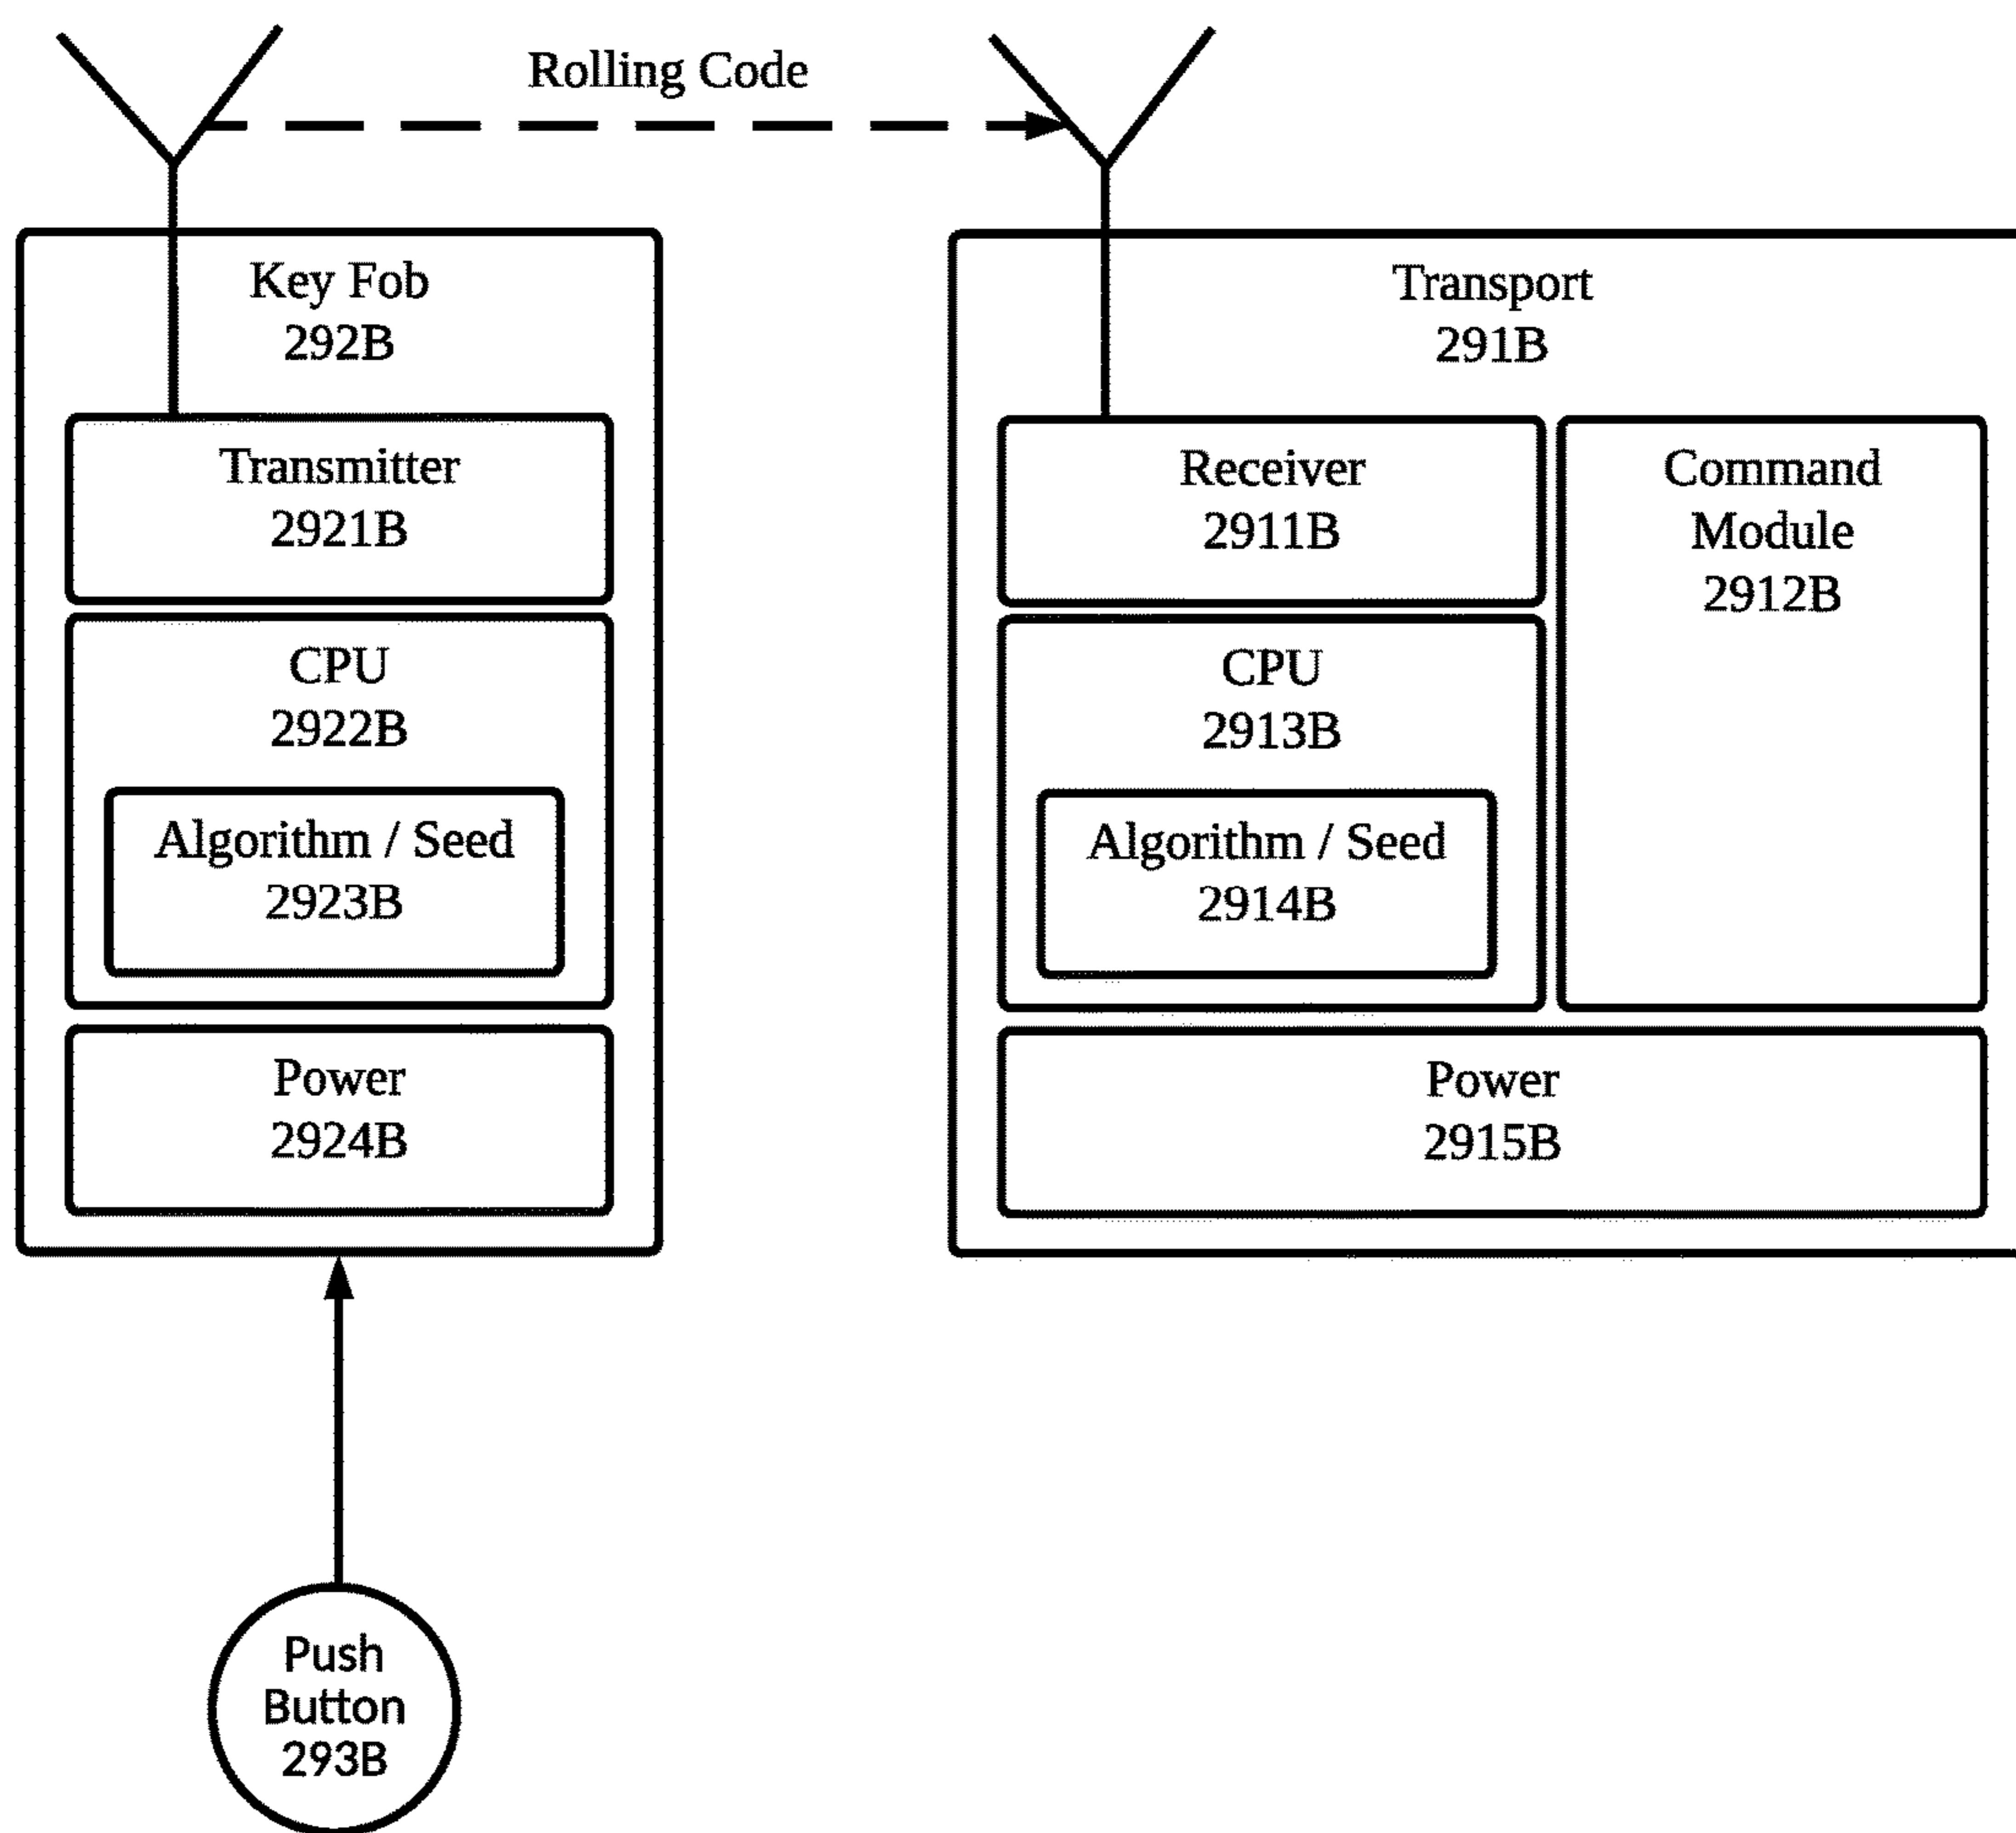 Rolling Code
Key Fob
292B
Transmitter
2921B
CPU
2922B
Algorithm / Seed
2923B
Power
2924B
Transport
291B
Receiver
2911B
Command
Module
2912B
CPU
2913B
Algorithm / Seed
2914B
Power
2915B
Push
Button
293B